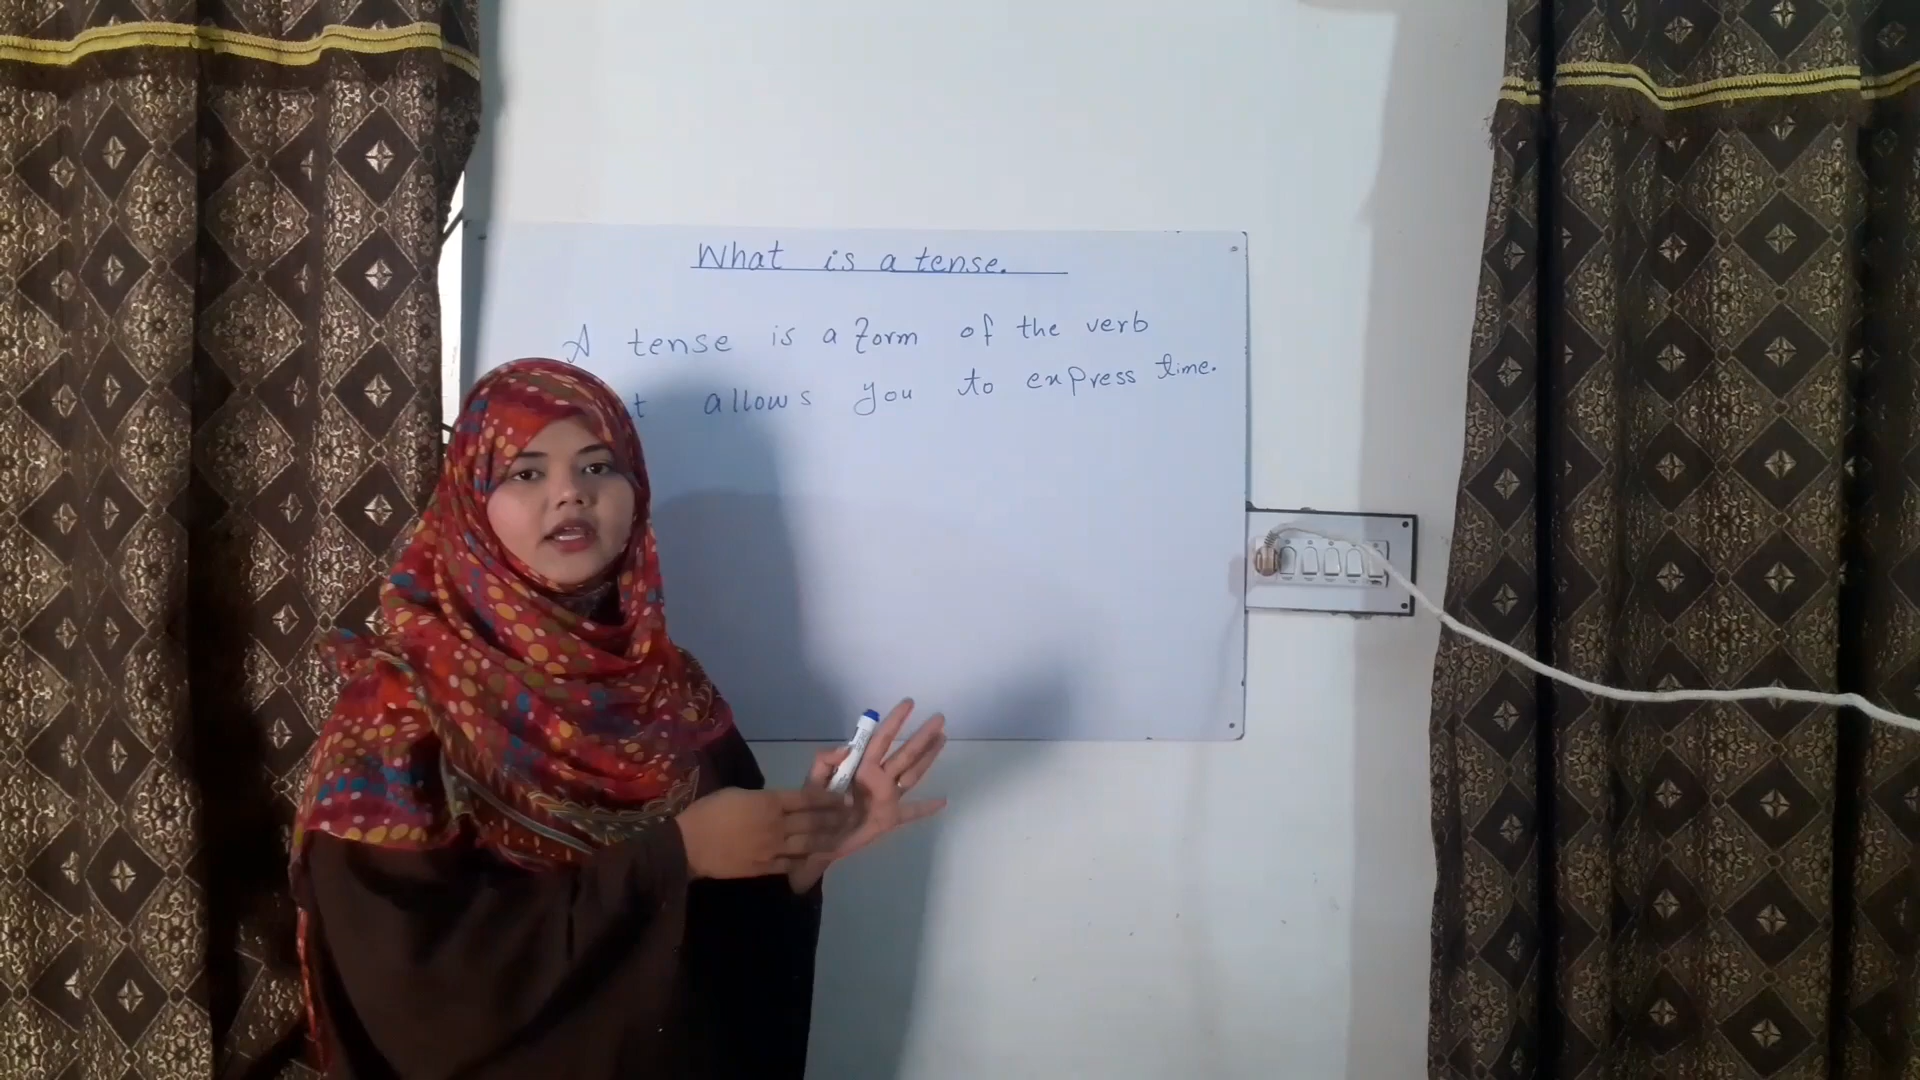 What is a tense.
A tense is a form of the verb
t allows you to express time.